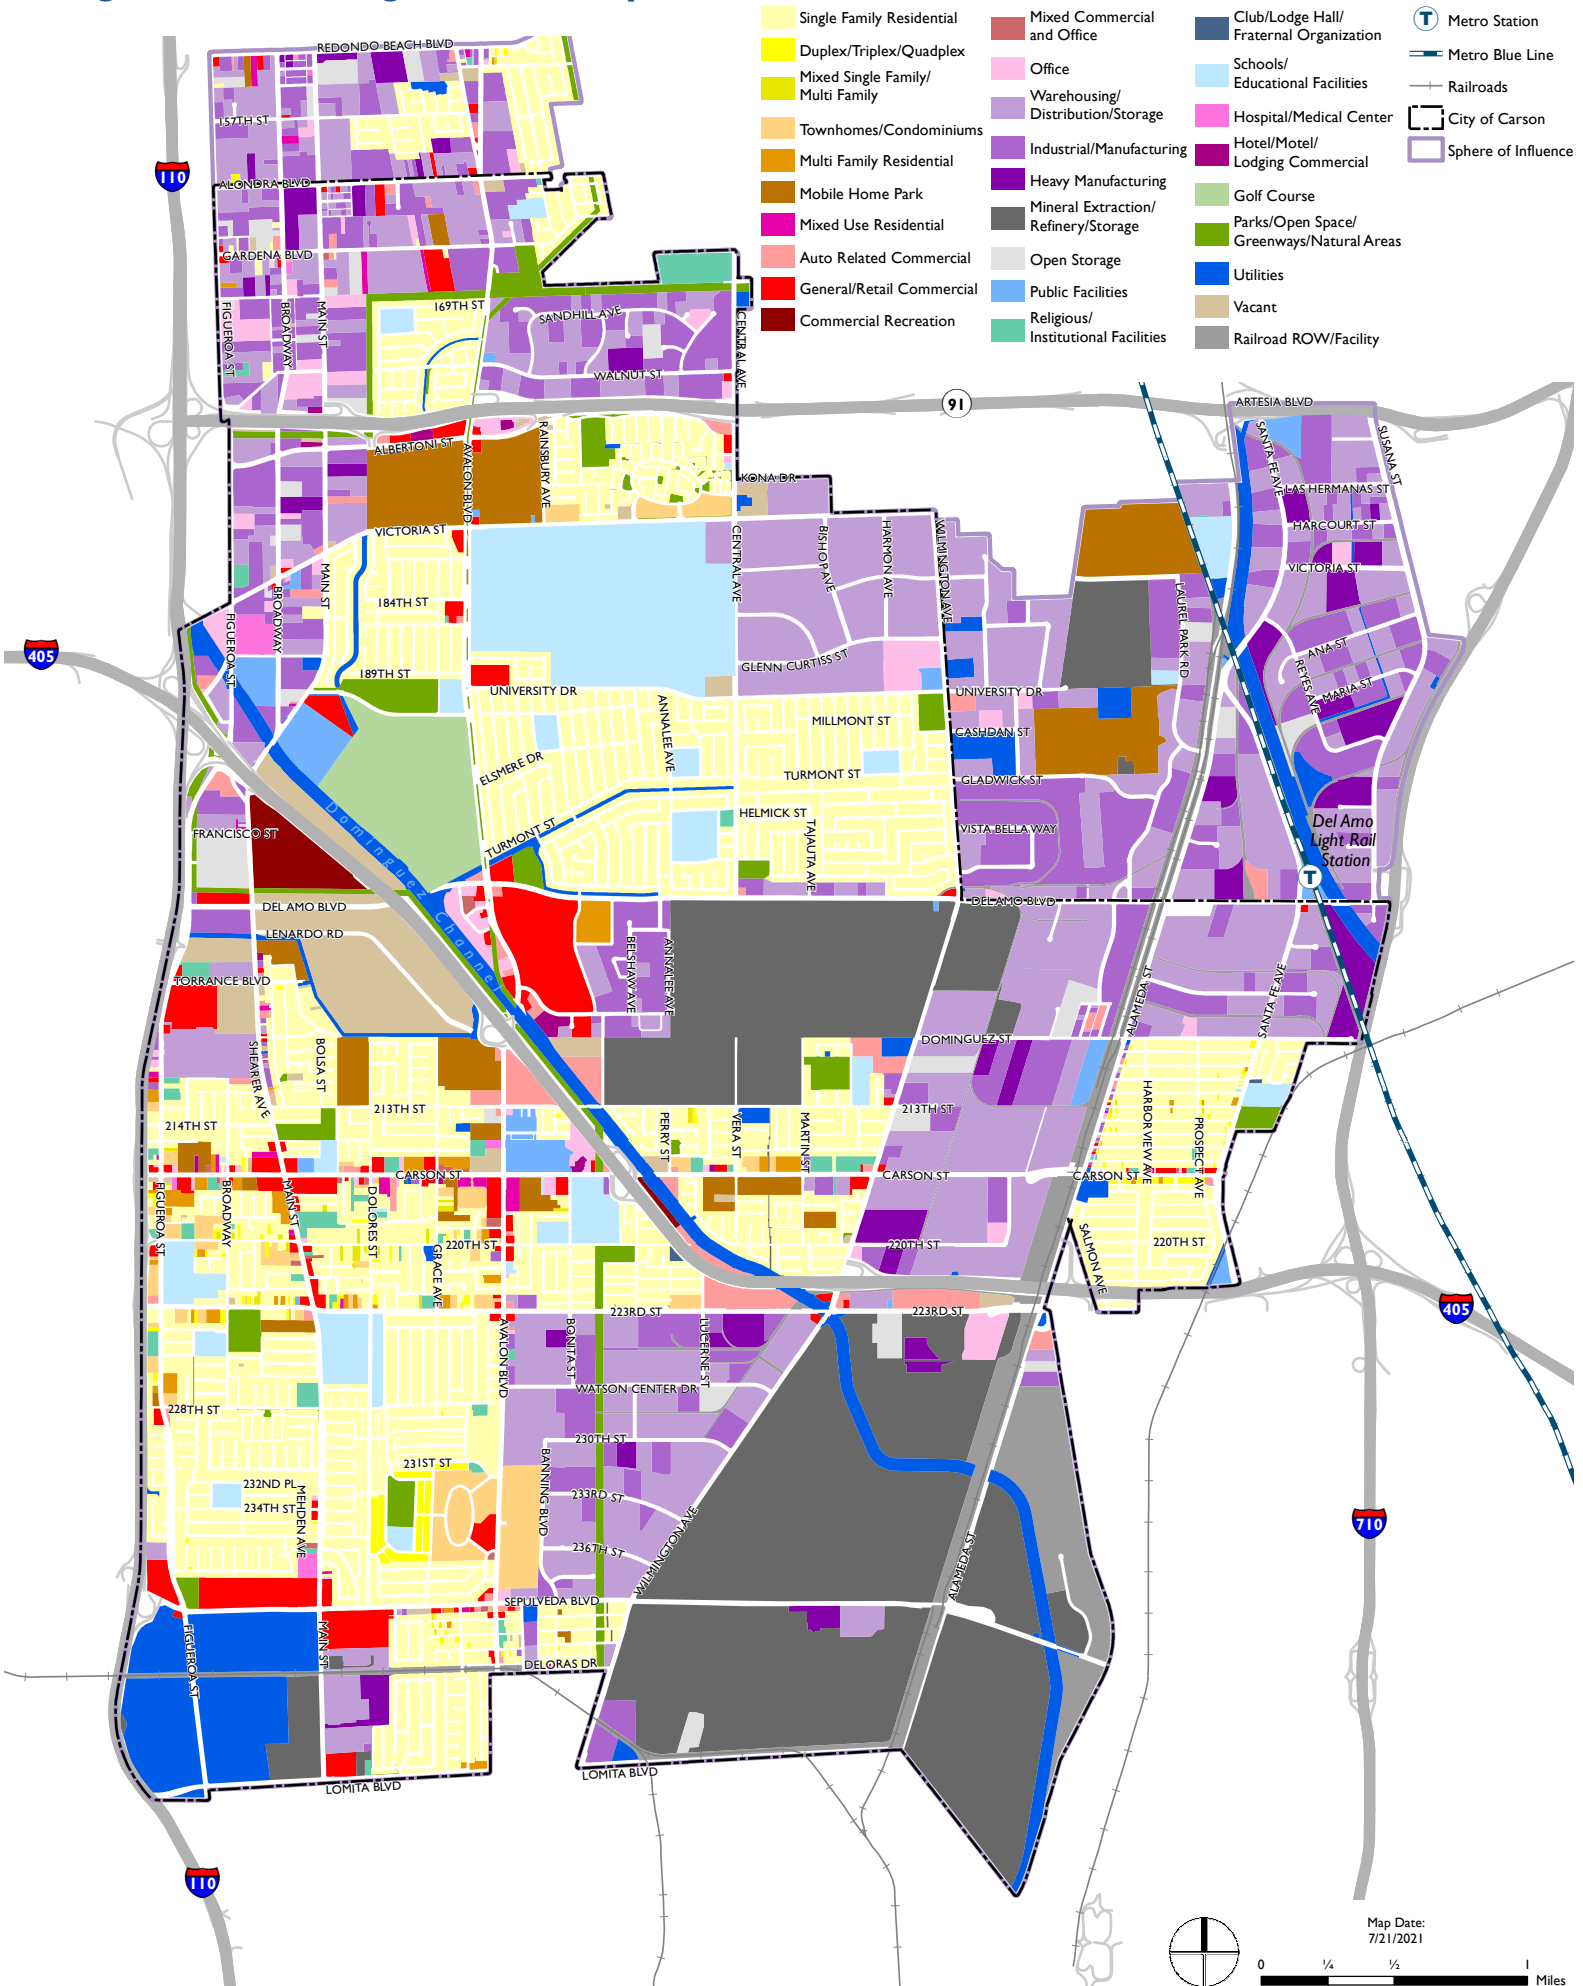 Single Family Residential
Duplex/Triplex/Quadplex
Mixed Single Family/
Multi Family
Townhomes/Condominiums
Multi Family Residential
Mobile Home Park
Mixed Use Residential
Auto Related Commercial
General/Retail Commercial
Commercial Recreation
Mixed Commercial
and Office
Office
Warehousing/
Distribution/Storage
Industrial/Manufacturing
Heavy Manufacturing
Mineral Extraction/
Refinery/Storage
Open Storage
Public Facilities
Religious/
Institutional Facilities
Club/Lodge Hall/
Fraternal Organization
Schools/
Educational Facilities
Hospital/Medical Center
Hotel/Motel/
Lodging Commercial
Golf Course
Parks/Open Space/
Greenways/Natural Areas
Utilities
Vacant
Railroad ROW/Facility
T Metro Station
Metro Blue Line
Railroads
City of Carson
Sphere of Influence
REDONDO BEACH BLVD
157TH ST
110
ALONDRA BLVD
GARDENA BLVD
FIGUEROA ST
BROADWAY
MAIN ST
169TH ST
SANDHILL AVE
CENTRAL AVE
WALNUT ST
91
ARTESIA BLVD
ALBERTONI ST
AVALON BLVD
RAINSBURY AVE
KONA DR
SANTA FE AVE
SUSANA ST
LAS HERMANAS ST
HARCOURT ST
VICTORIA ST
VICTORIA ST
MAIN ST
CENTRAL AVE
BISHOP AVE
HARMON AVE
WILMINGTON AVE
LAUREL PARK RD
184TH ST
BROADWAY
FIGUEROA ST
405
189TH ST
GLENN CURTISS ST
UNIVERSITY DR
UNIVERSITY DR
ANA ST
REYES AVE
MARIA ST
ANNALEE AVE
MILLMONT ST
CASHDAN ST
ELSMERE DR
TURMONT ST
GLADWICK ST
Dominguez Channel
FRANCISCO ST
TURMONT ST
HELMICK ST
TAJAUTA AVE
VISTA BELLA WAY
Del Amo
Light Rail
Station
T
DEL AMO BLVD
DEL AMO BLVD
LENARDO RD
TORRANCE BLVD
BELSHAW AVE
ANNALEE AVE
ALAMEDA ST
SANTA FE AVE
DOMINGUEZ ST
SHEARER AVE
BOLSA ST
213TH ST
213TH ST
214TH ST
PERRY ST
VERA ST
MARTIN ST
HARBOR VIEW AVE
PROSPECT AVE
CARSON ST
CARSON ST
CARSON ST
FIGUEROA ST
BROADWAY
MAIN ST
DOLORES ST
GRACE AVE
220TH ST
220TH ST
220TH ST
SALMON AVE
223RD ST
223RD ST
405
AVALON BLVD
BONITA ST
LUCERNE ST
WATSON CENTER DR
228TH ST
230TH ST
231ST ST
BANNING BLVD
232ND PL
234TH ST
MEHDEN AVE
233RD ST
236TH ST
WILMINGTON AVE
ALAMEDA ST
710
SEPULVEDA BLVD
FIGUEROA ST
MAIN ST
DELORAS DR
LOMITA BLVD
LOMITA BLVD
110
Map Date:
7/21/2021
0 ¼ ½ 1
Miles